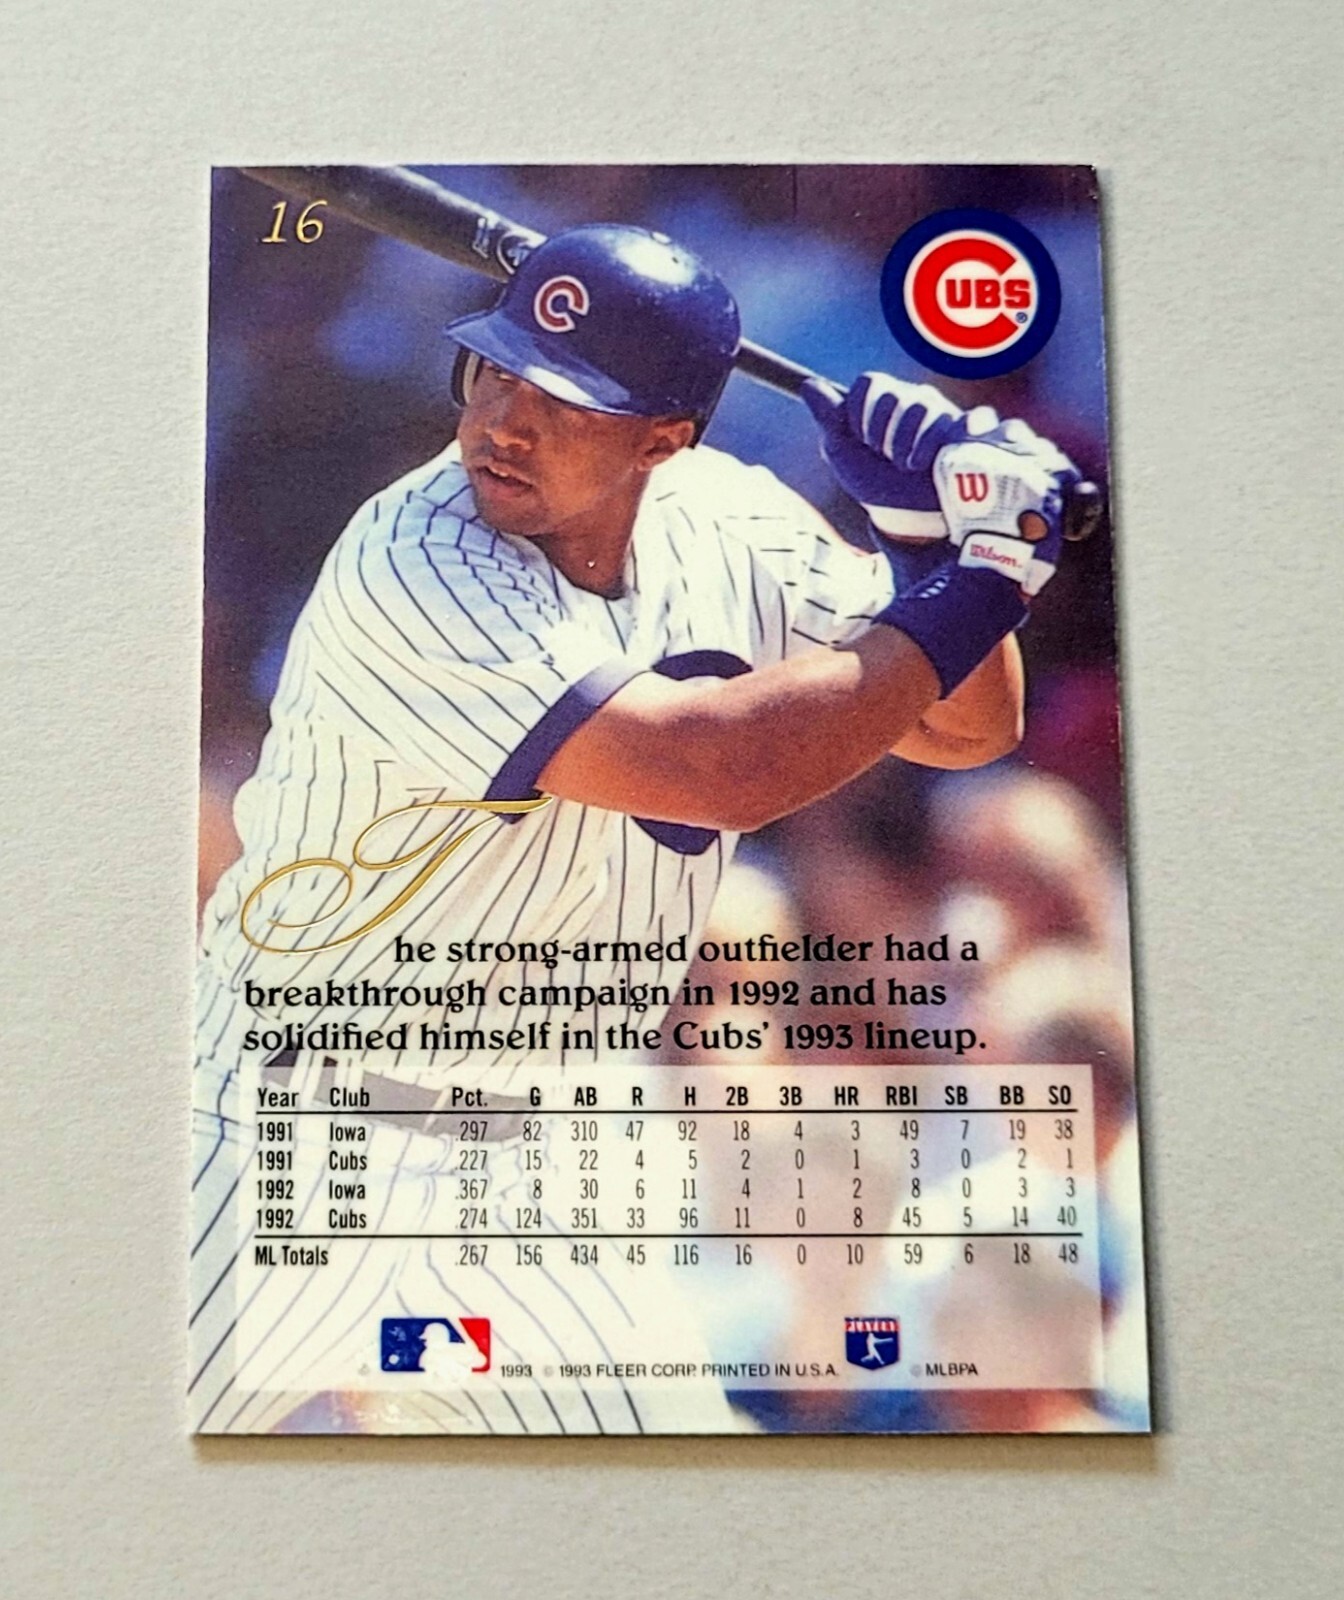 16
CUBS®
W
Wilson
The strong-armed outfielder had a
breakthrough campaign in 1992 and has
solidified himself in the Cubs' 1993 lineup.
Year Club Pct. G AB R H 2B 3B HR RBI SB BB SO
1991 Iowa .297 82 310 47 92 18 4 3 49 7 19 38
1991 Cubs .227 15 22 4 5 2 0 1 3 0 2 1
1992 Iowa .367 8 30 6 11 4 1 2 8 0 3 3
1992 Cubs .274 124 351 33 96 11 0 8 45 5 14 40
ML Totals .267 156 434 45 116 16 0 10 59 6 18 48
PLAYERS
1993 © 1993 FLEER CORP. PRINTED IN U.S.A. © MLBPA